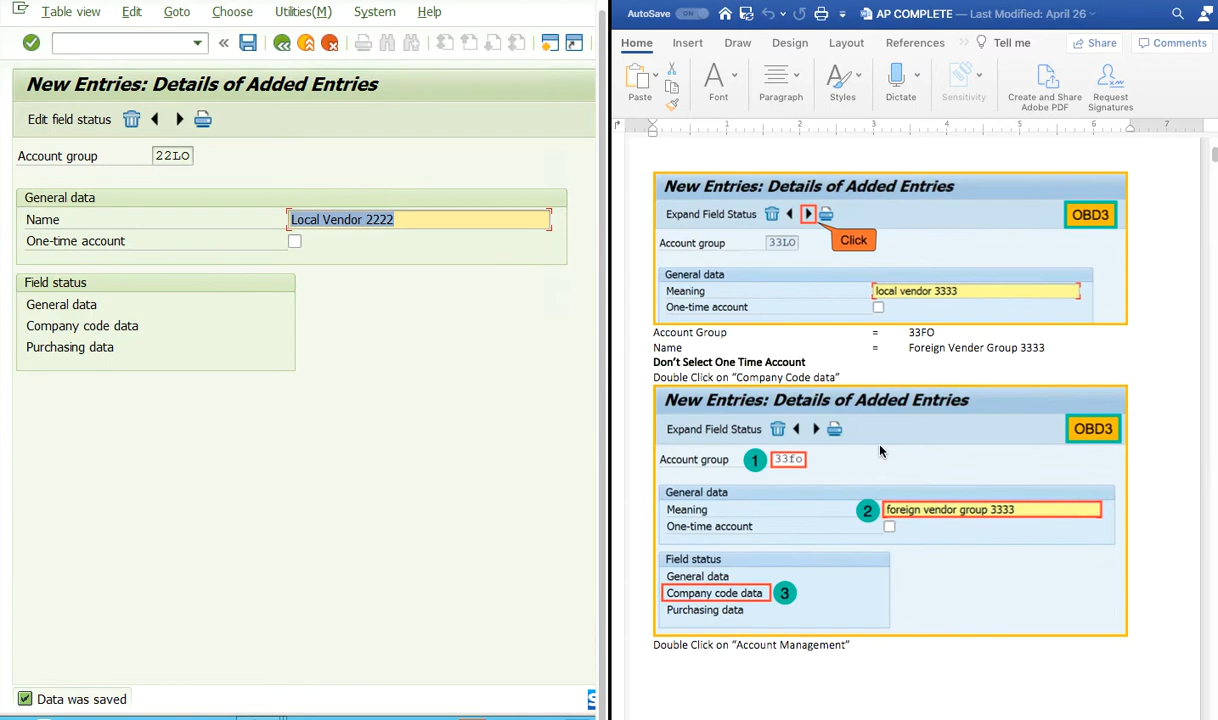 Table view Edit Goto Choose Utilities(M) System Help
New Entries: Details of Added Entries
Edit field status
Account group 22LO
General data
Name Local Vendor 2222
One-time account
Field status
General data
Company code data
Purchasing data
Data was saved
AutoSave ON AP COMPLETE — Last Modified: April 26
Home Insert Draw Design Layout References Tell me Share Comments
Paste Font Paragraph Styles Dictate Sensitivity Create and Share Adobe PDF Request Signatures
1 2 3 4 5 6 7
New Entries: Details of Added Entries
Expand Field Status OBD3
Click
Account group 33LO
General data
Meaning local vendor 3333
One-time account
Account Group = 33FO
Name = Foreign Vender Group 3333
Don't Select One Time Account
Double Click on “Company Code data”
New Entries: Details of Added Entries
Expand Field Status OBD3
Account group 1 33fo
General data
Meaning 2 foreign vendor group 3333
One-time account
Field status
General data
Company code data 3
Purchasing data
Double Click on “Account Management”